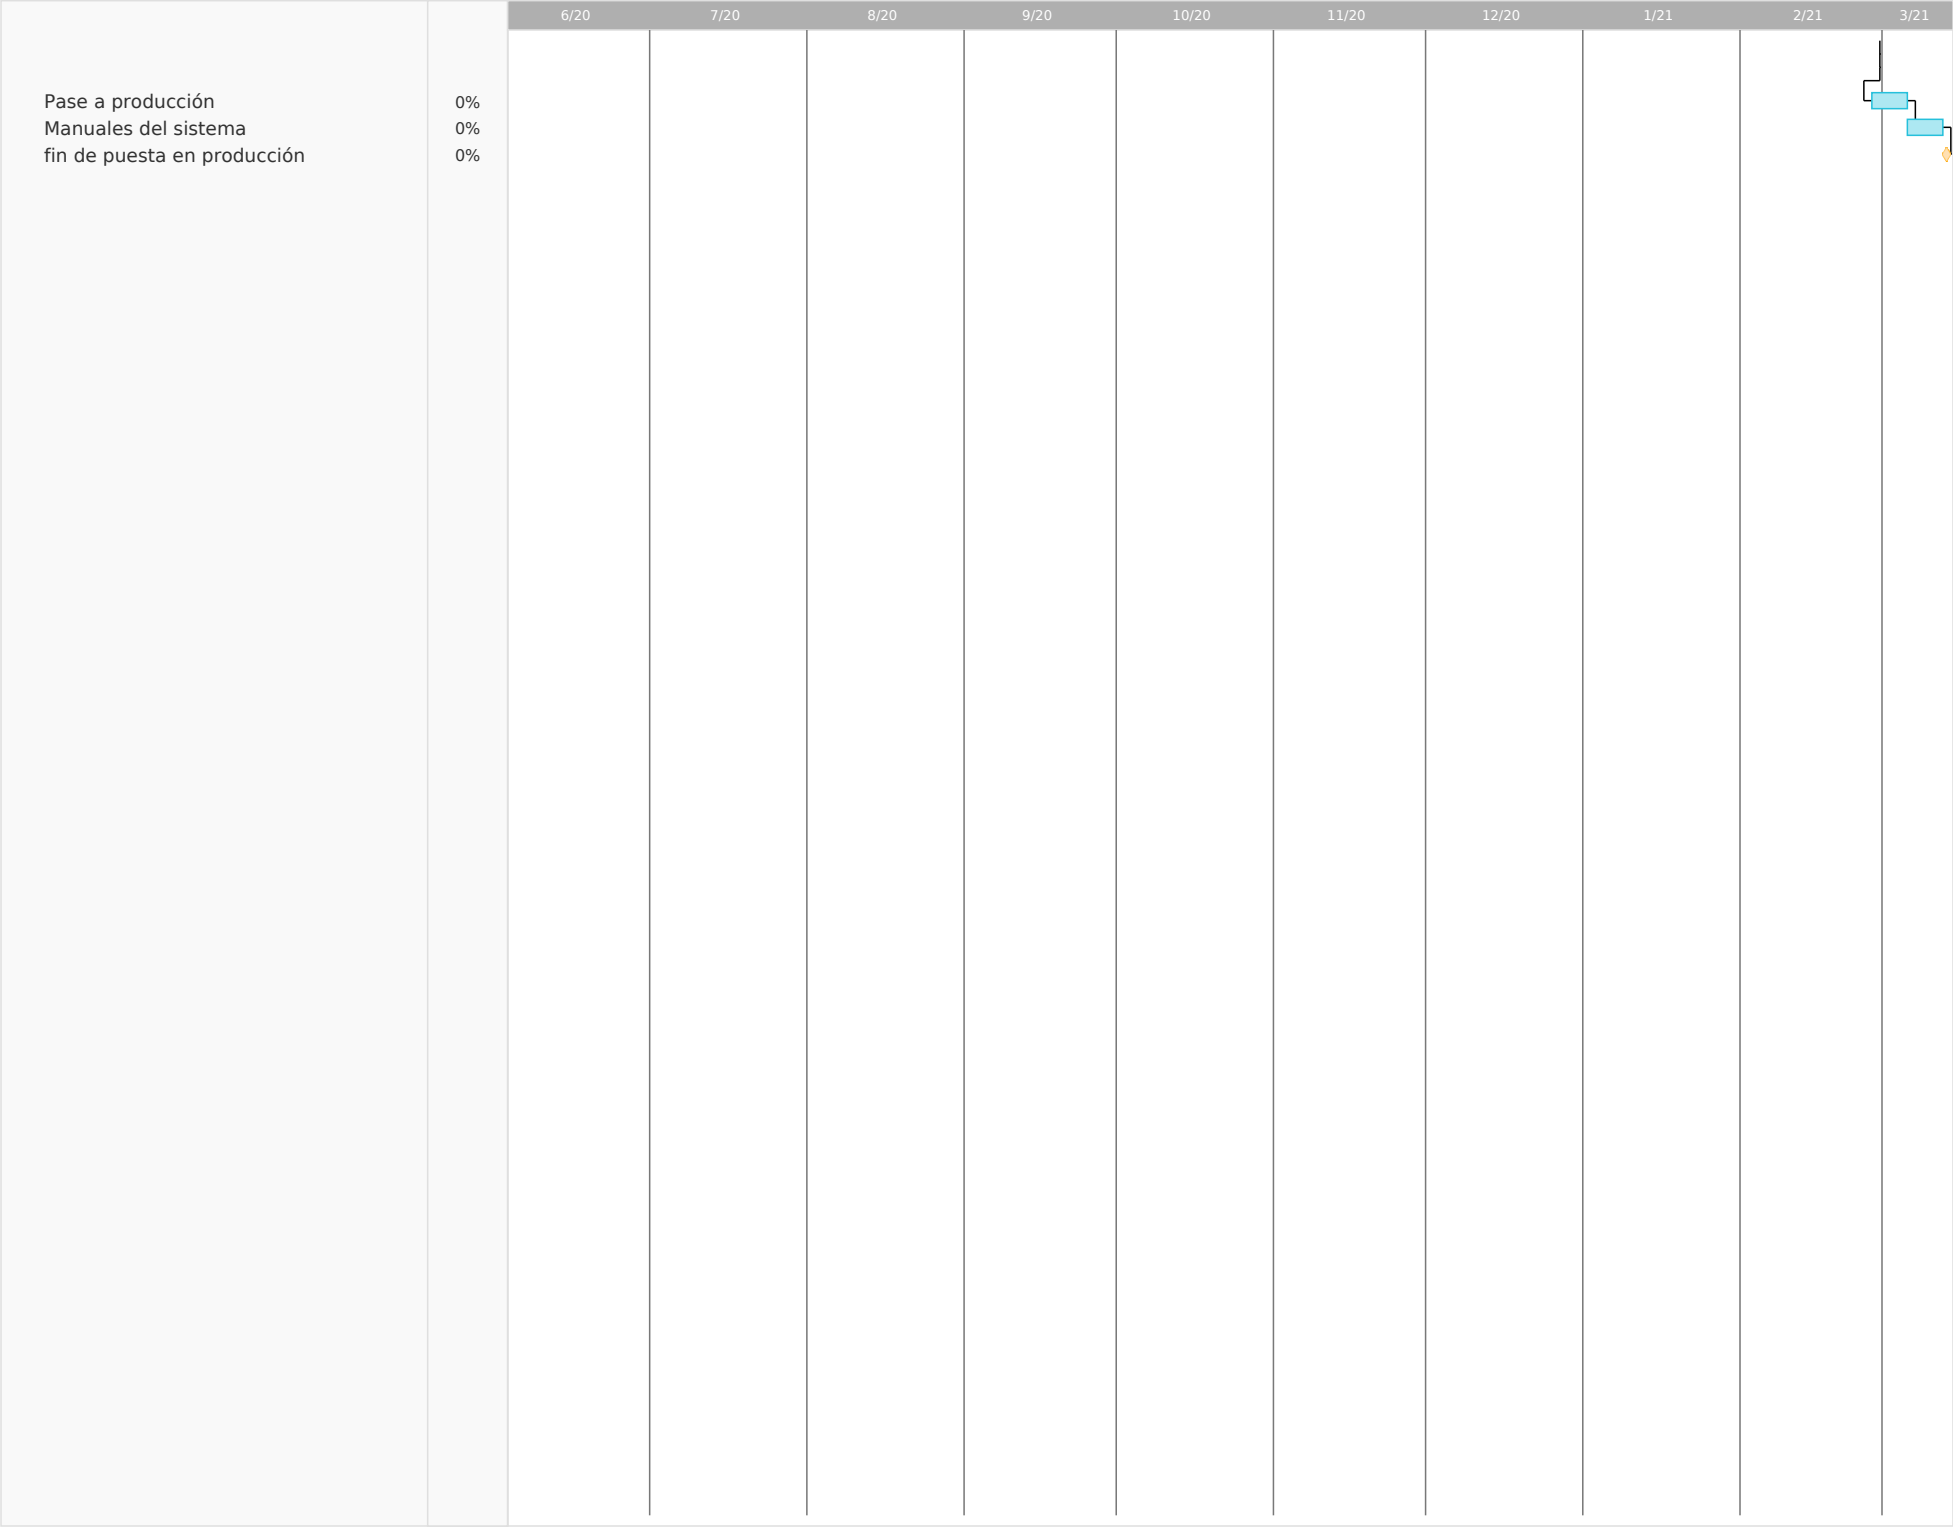 6/20 7/20 8/20 9/20 10/20 11/20 12/20 1/21 2/21 3/21
Pase a producción 0%
Manuales del sistema 0%
fin de puesta en producción 0%